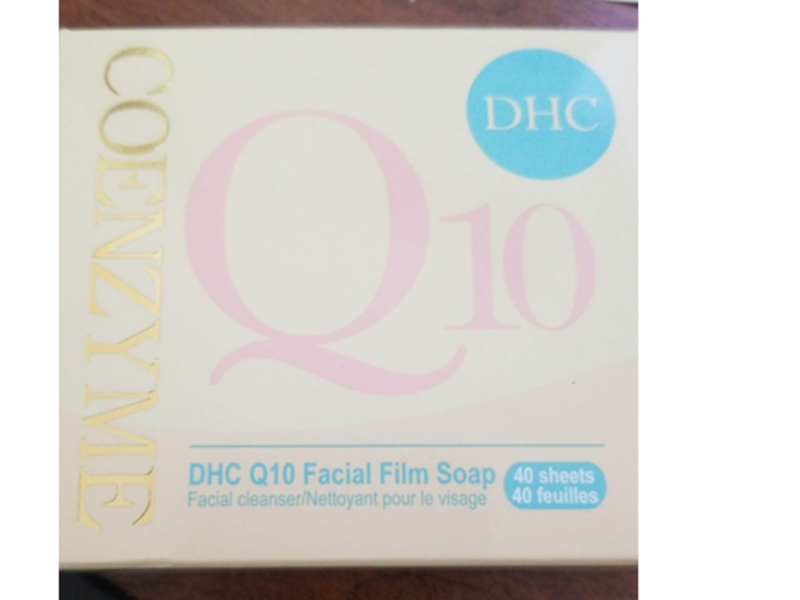 COENZYME
Q10
DHC
DHC Q10 Facial Film Soap
Facial cleanser/Nettoyant pour le visage
40 sheets
40 feuilles